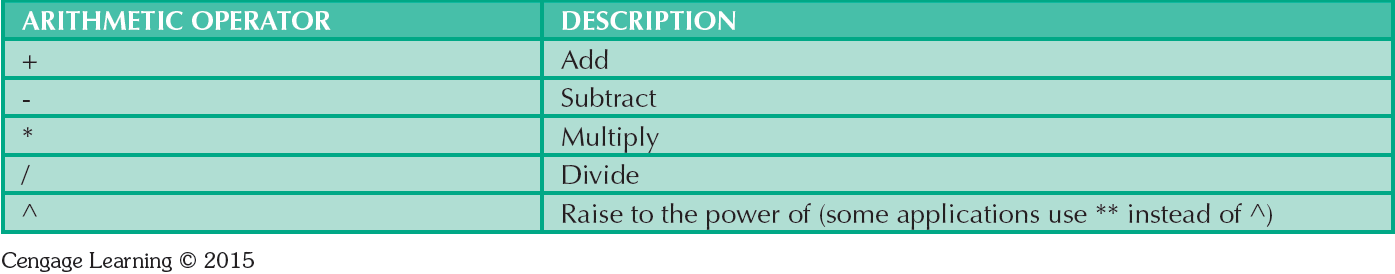 ARITHMETIC OPERATOR DESCRIPTION
+ Add
- Subtract
* Multiply
/ Divide
^ Raise to the power of (some applications use ** instead of ^)
Cengage Learning © 2015